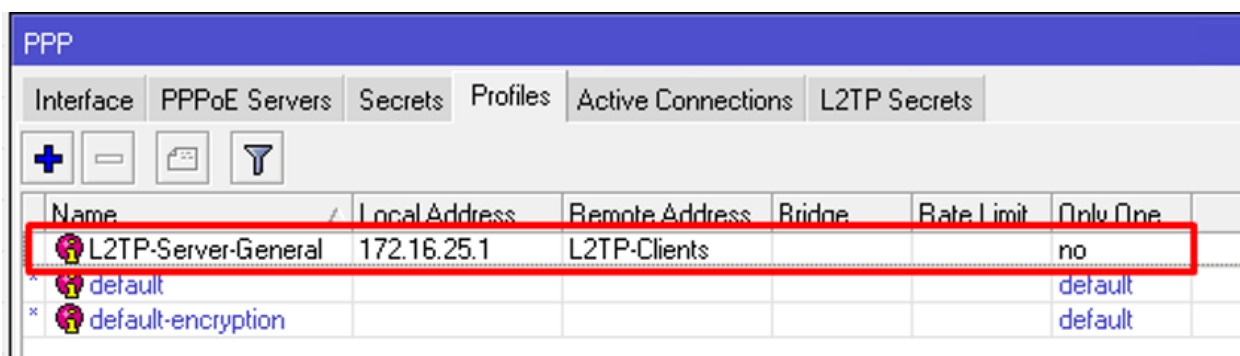 PPP
Interface PPPoE Servers Secrets Profiles Active Connections L2TP Secrets
Name Local Address Remote Address Bridge Rate Limit Only One
L2TP-Server-General 172.16.25.1 L2TP-Clients no
* default default
* default-encryption default